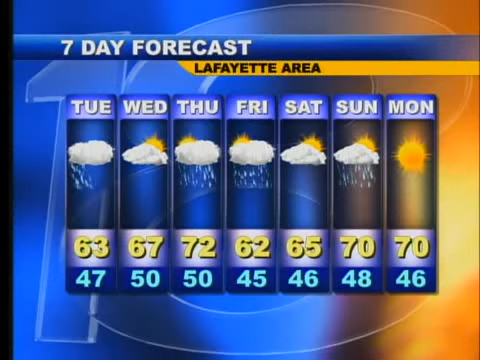 7 DAY FORECAST
LAFAYETTE AREA
TUE WED THU FRI SAT SUN MON
63 67 72 62 65 70 70
47 50 50 45 46 48 46